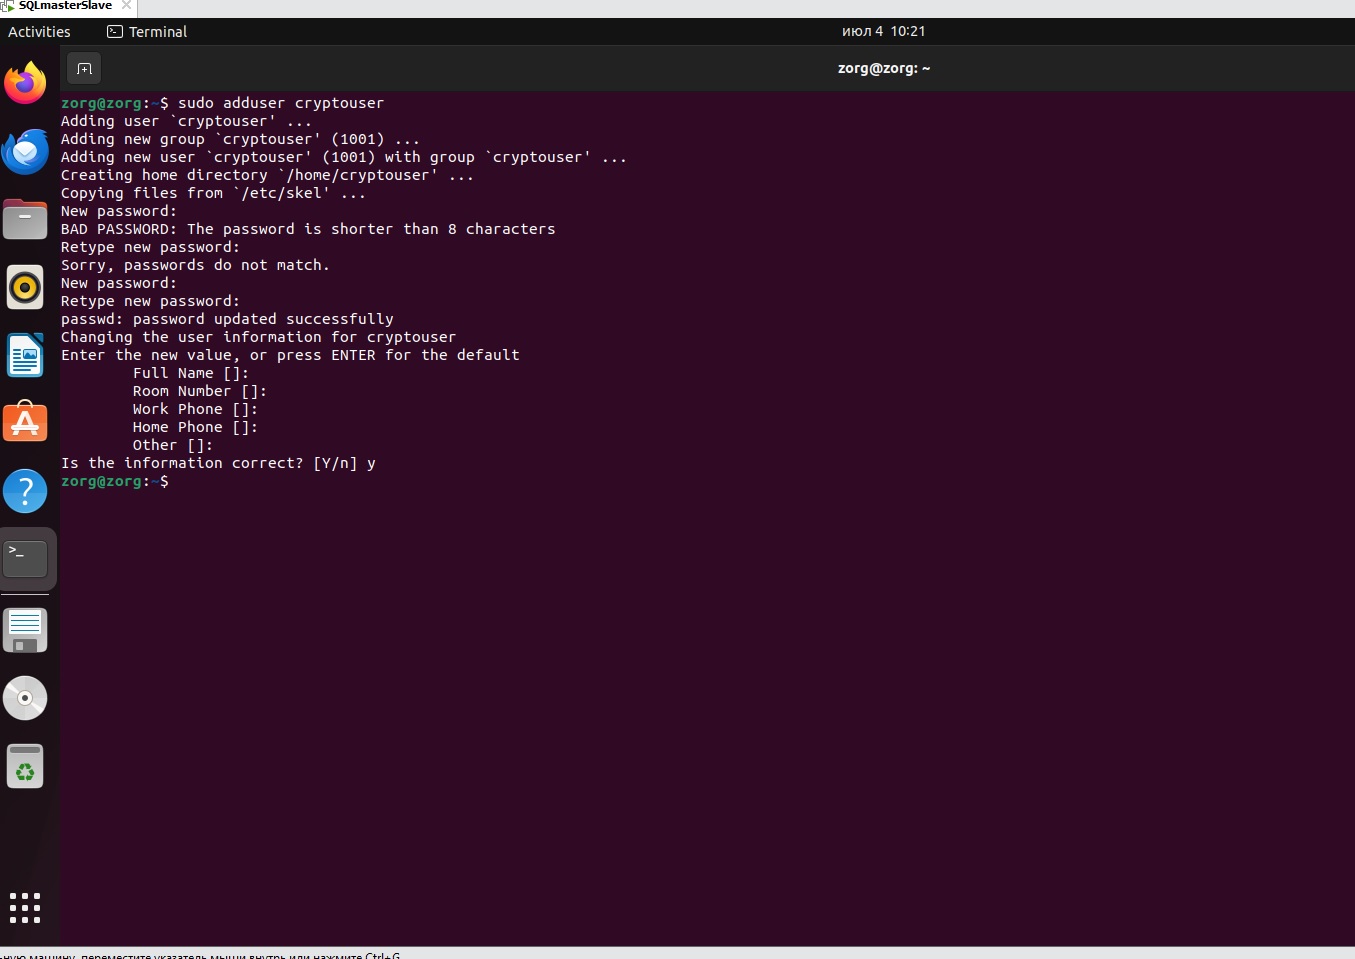 SQLmasterSlave
Activities
Terminal
июл 4 10:21
zorg@zorg: ~
zorg@zorg:~$ sudo adduser cryptouser
Adding user `cryptouser' ...
Adding new group `cryptouser' (1001) ...
Adding new user `cryptouser' (1001) with group `cryptouser' ...
Creating home directory `/home/cryptouser' ...
Copying files from `/etc/skel' ...
New password:
BAD PASSWORD: The password is shorter than 8 characters
Retype new password:
Sorry, passwords do not match.
New password:
Retype new password:
passwd: password updated successfully
Changing the user information for cryptouser
Enter the new value, or press ENTER for the default
Full Name []:
Room Number []:
Work Phone []:
Home Phone []:
Other []:
Is the information correct? [Y/n] y
zorg@zorg:~$
машину, переместите указатель мыши внутрь или нажмите Ctrl+G.